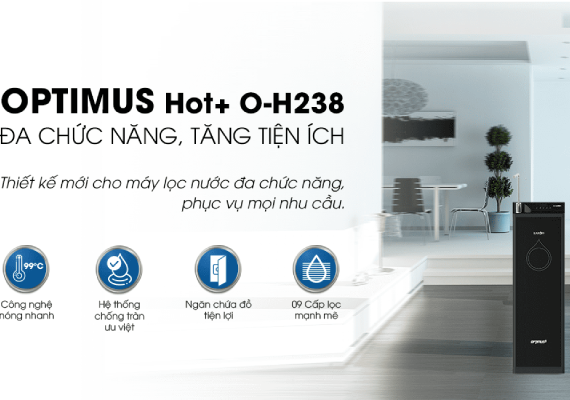 OPTIMUS Hot+ O-H238
ĐA CHỨC NĂNG, TĂNG TIỆN ÍCH
Thiết kế mới cho máy lọc nước đa chức năng,
phục vụ mọi nhu cầu.
99°C
Công nghệ
nóng nhanh
Hệ thống
chống tràn
ưu việt
Ngăn chứa đồ
tiện lợi
09 Cấp lọc
mạnh mẽ